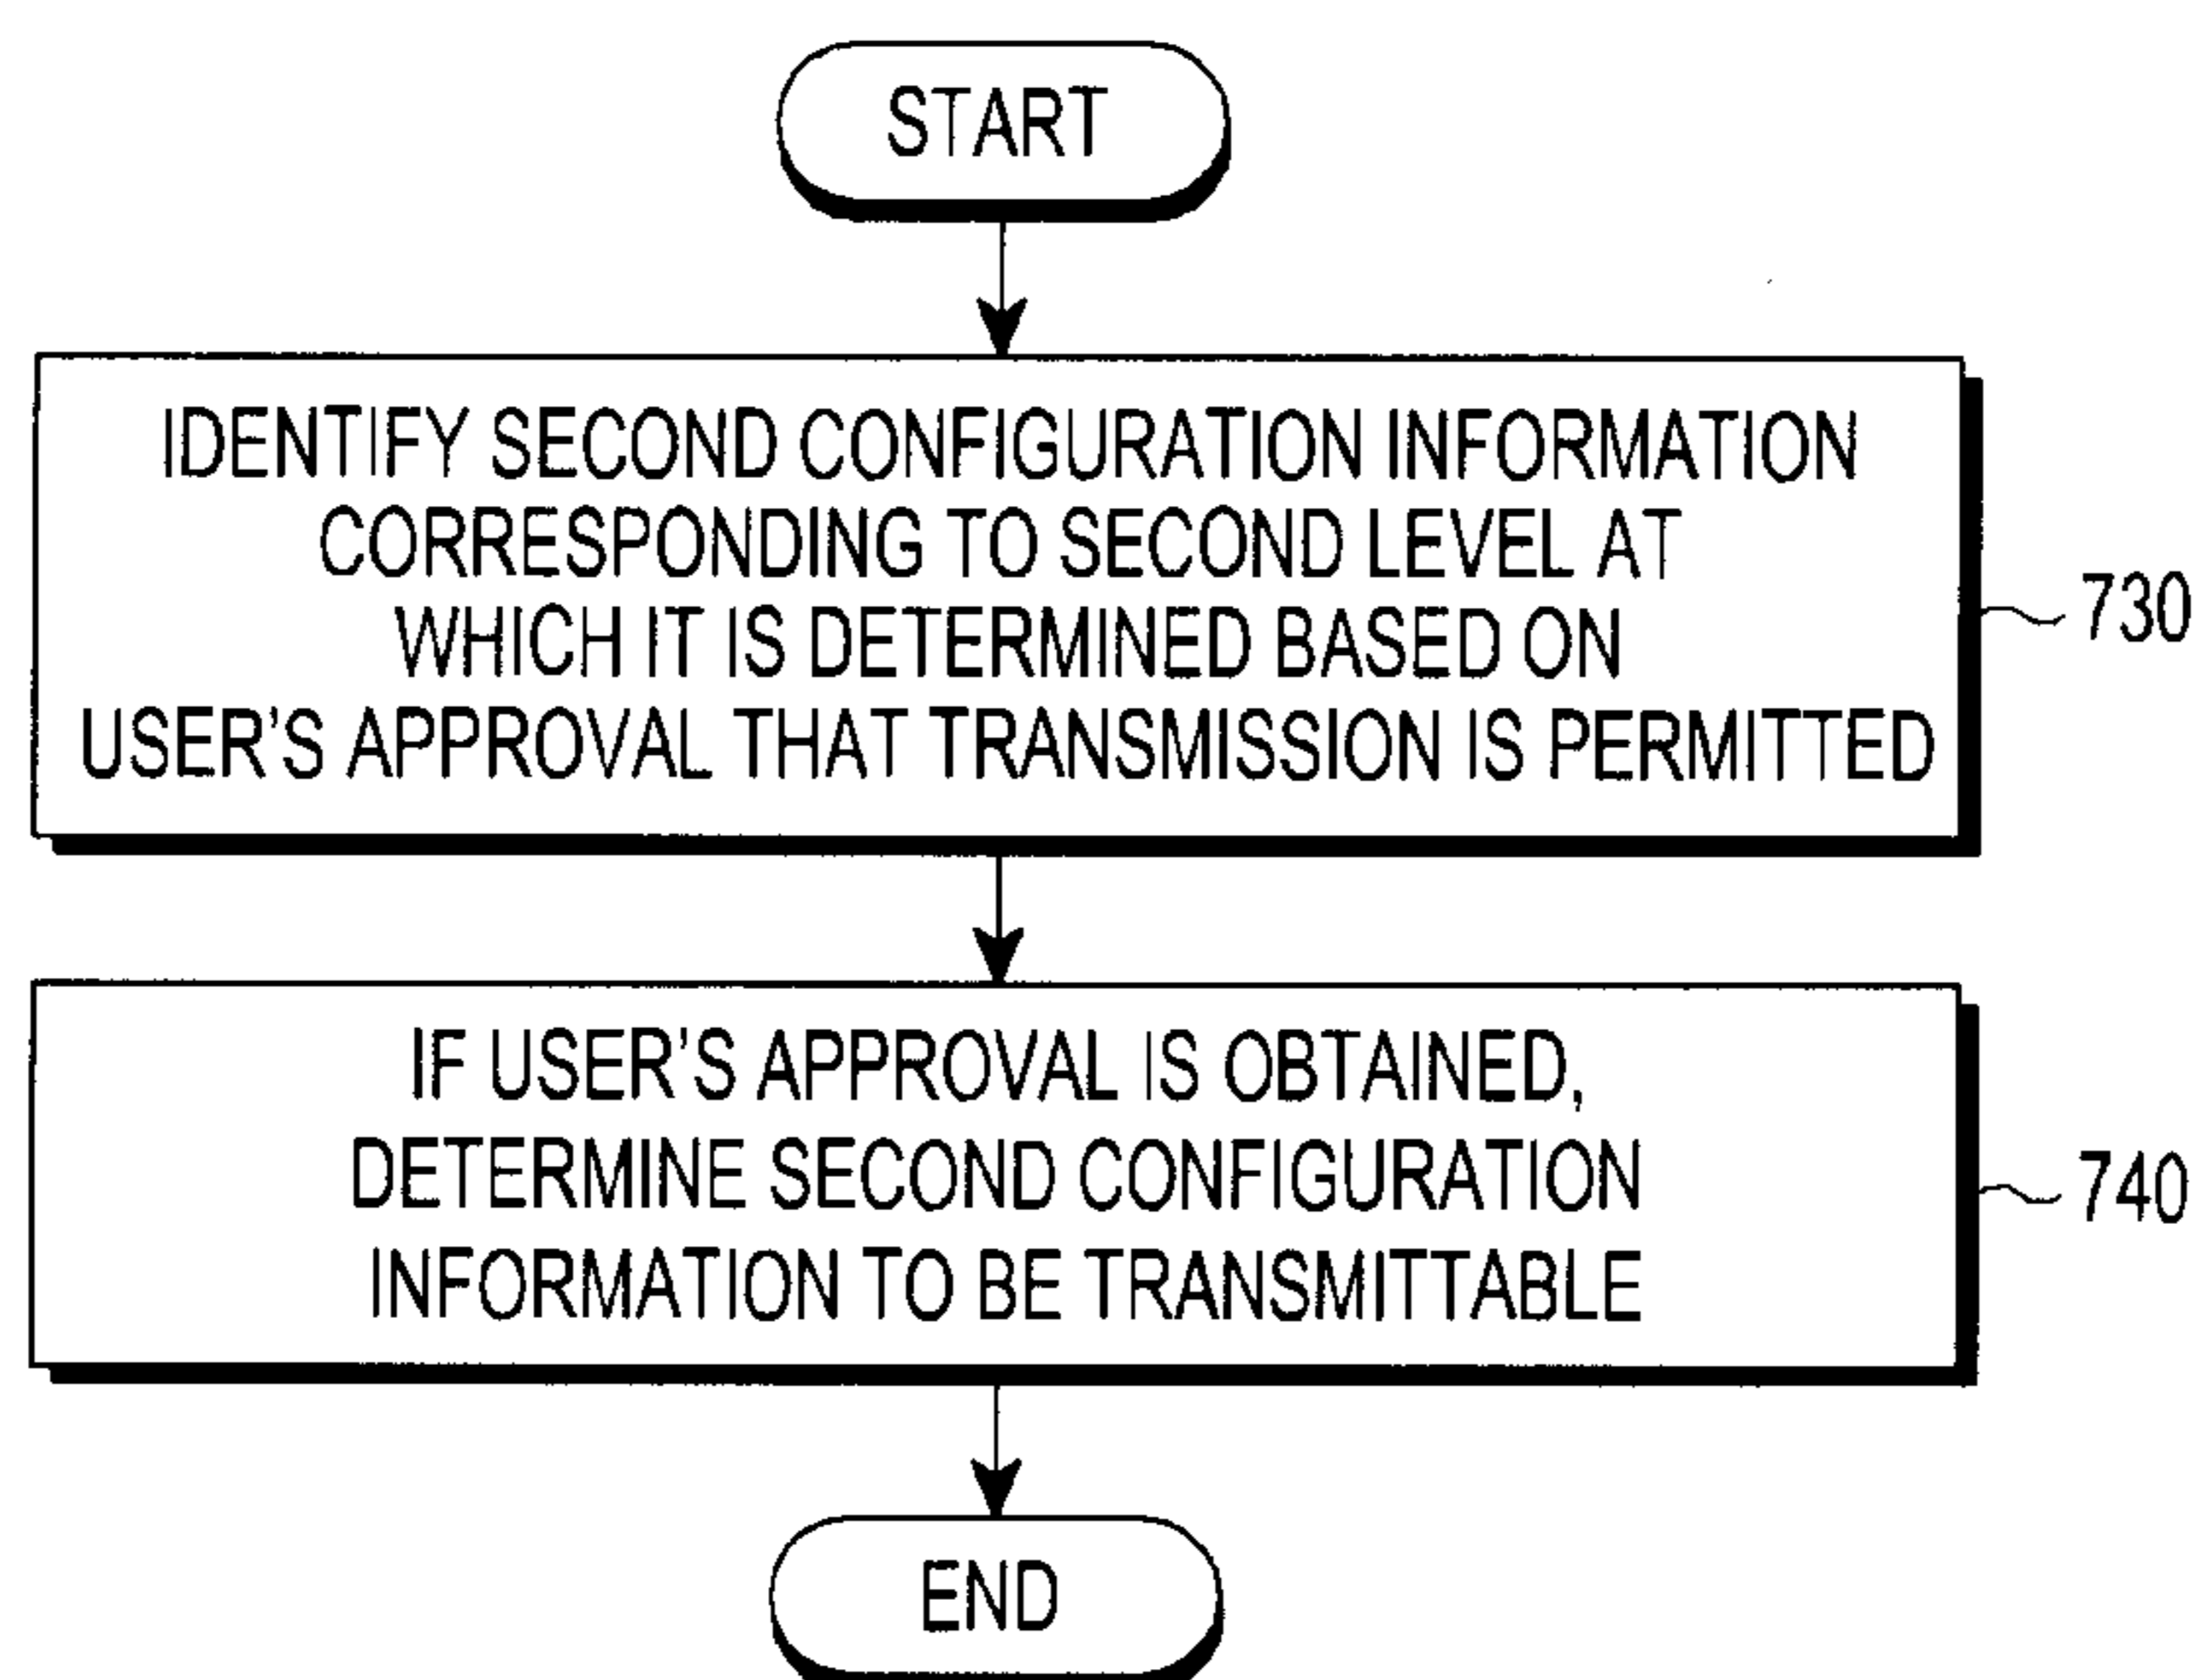 START
IDENTIFY SECOND CONFIGURATION INFORMATION
CORRESPONDING TO SECOND LEVEL AT
WHICH IT IS DETERMINED BASED ON
USER'S APPROVAL THAT TRANSMISSION IS PERMITTED
730
IF USER'S APPROVAL IS OBTAINED,
DETERMINE SECOND CONFIGURATION
INFORMATION TO BE TRANSMITTABLE
740
END